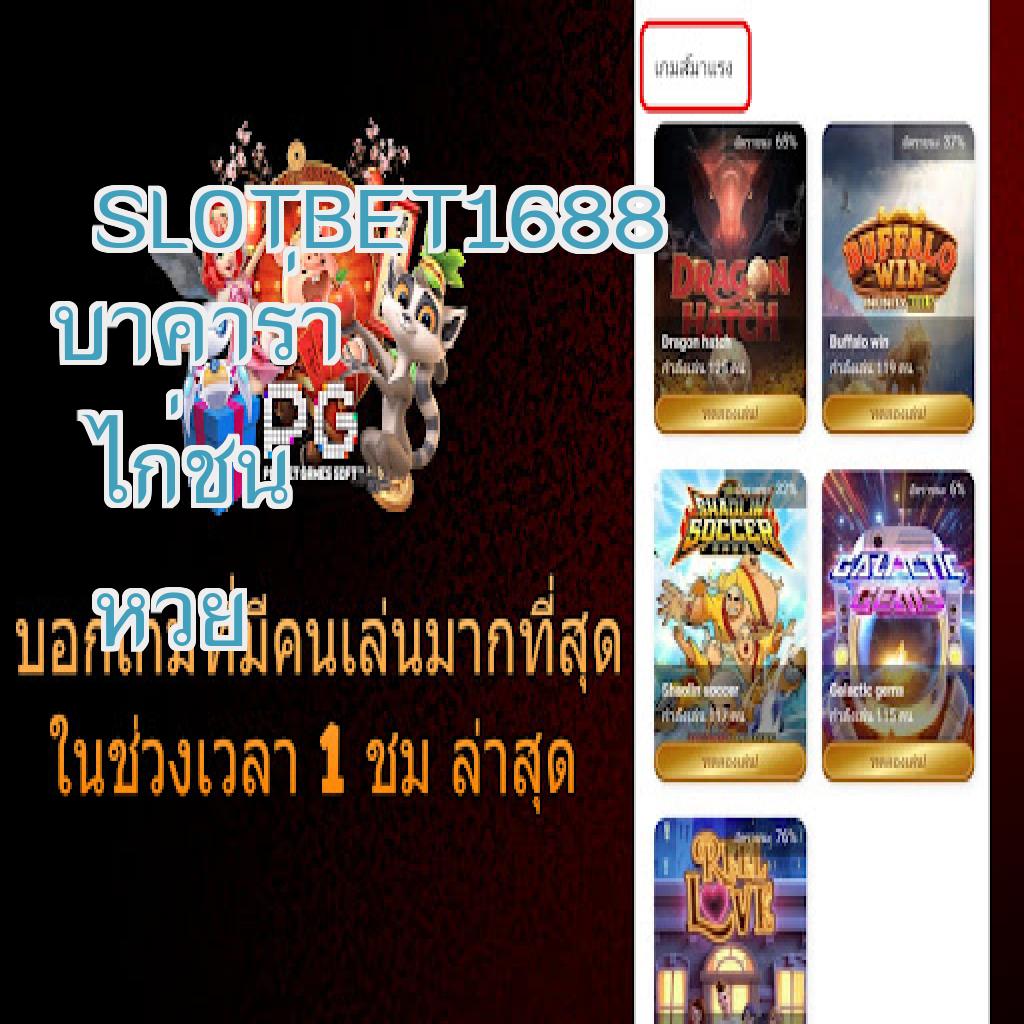 SLOTBET1688
บาคาร่า
ไก่ชน
PG
หวย
บอกเกมที่มีคนเล่นมากที่สุด
ในช่วงเวลา 1 ชม ล่าสุด
เกมส์มาแรง
อัตราชนะ 68%
DRAGON
HATCH
Dragon hatch
กำลังเล่น 125 คน
ทดลองเล่น!
อัตราชนะ 37%
BUFFALO
WIN
Buffalo win
กำลังเล่น 119 คน
ทดลองเล่น!
SHAOLIN
SOCCER
Shaolin soccer
กำลังเล่น 117 คน
ทดลองเล่น!
อัตราชนะ 6%
GALACTIC
GEMS
Galactic gems
กำลังเล่น 115 คน
ทดลองเล่น!
อัตราชนะ 76%
REEL
LOVE